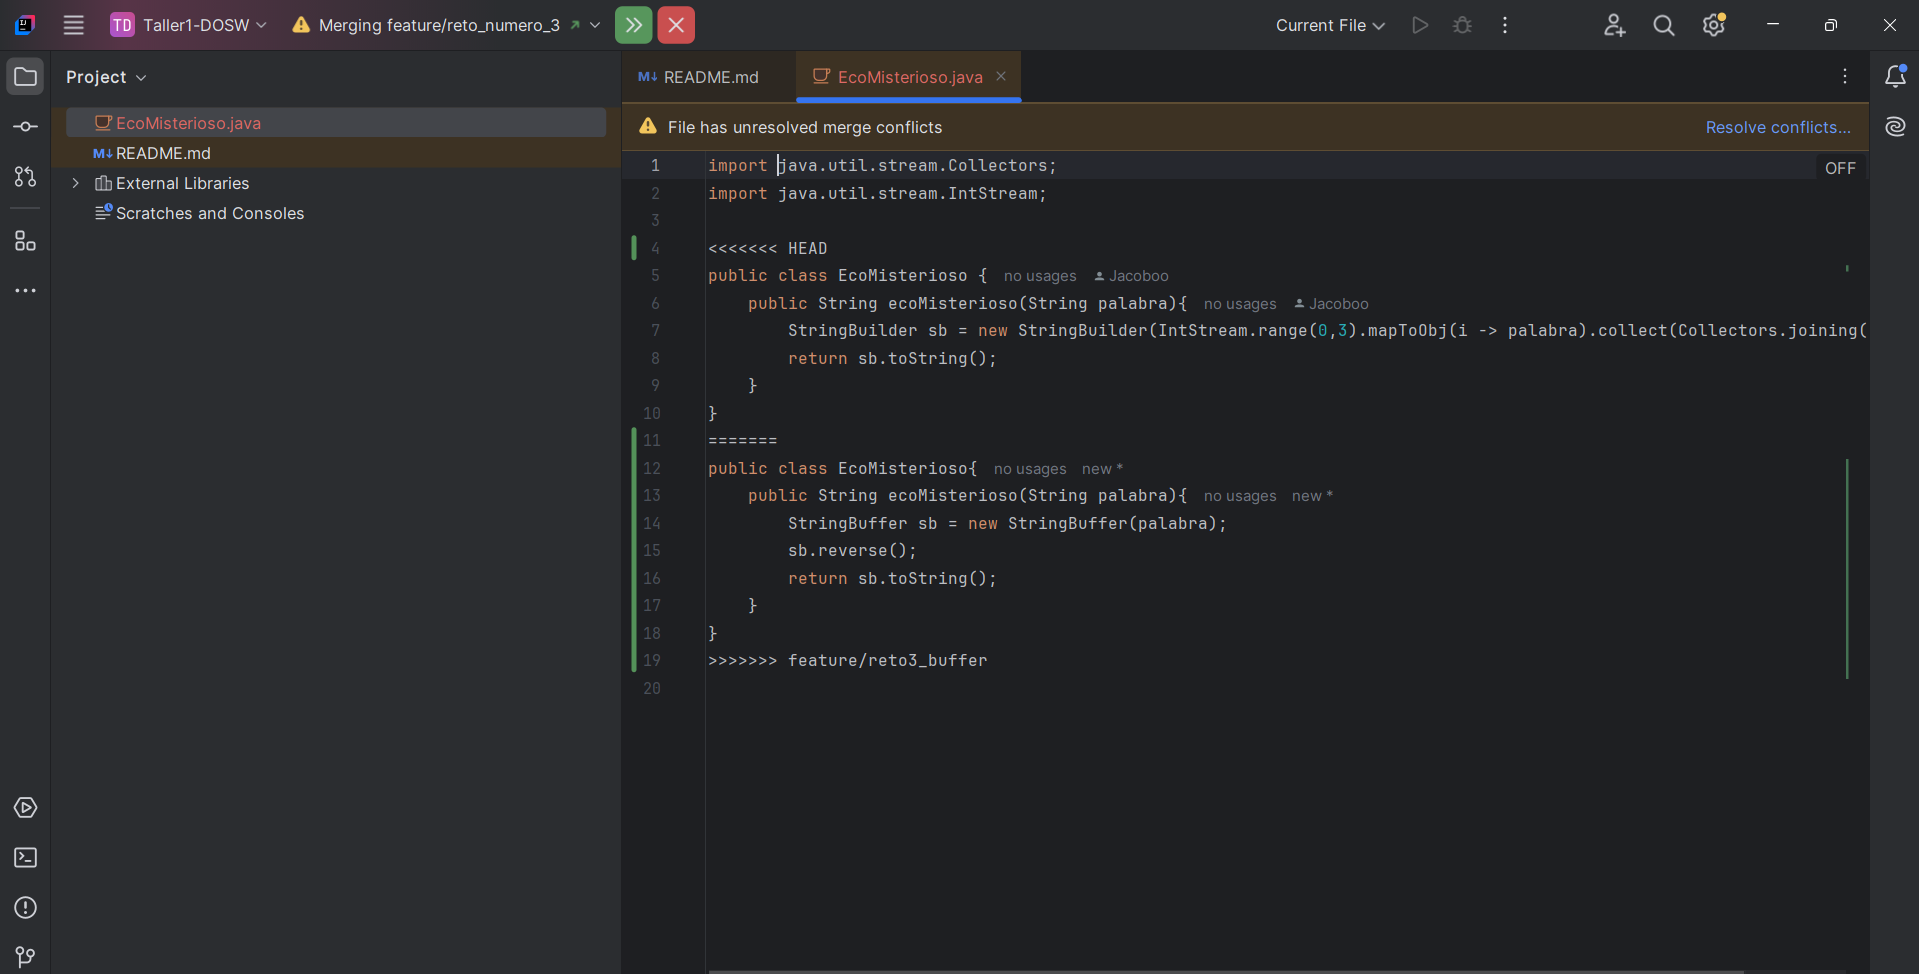 TD Taller1-DOSW Merging feature/reto_numero_3 Current File
Project
EcoMisterioso.java
M↓ README.md
External Libraries
Scratches and Consoles
M↓ README.md EcoMisterioso.java
File has unresolved merge conflicts Resolve conflicts...
OFF
1 import java.util.stream.Collectors;
2 import java.util.stream.IntStream;
3
4 <<<<<<< HEAD
5 public class EcoMisterioso { no usages Jacoboo
6     public String ecoMisterioso(String palabra){ no usages Jacoboo
7         StringBuilder sb = new StringBuilder(IntStream.range(0,3).mapToObj(i -> palabra).collect(Collectors.joining(
8         return sb.toString();
9     }
10 }
11 =======
12 public class EcoMisterioso{ no usages new *
13     public String ecoMisterioso(String palabra){ no usages new *
14         StringBuffer sb = new StringBuffer(palabra);
15         sb.reverse();
16         return sb.toString();
17     }
18 }
19 >>>>>>> feature/reto3_buffer
20